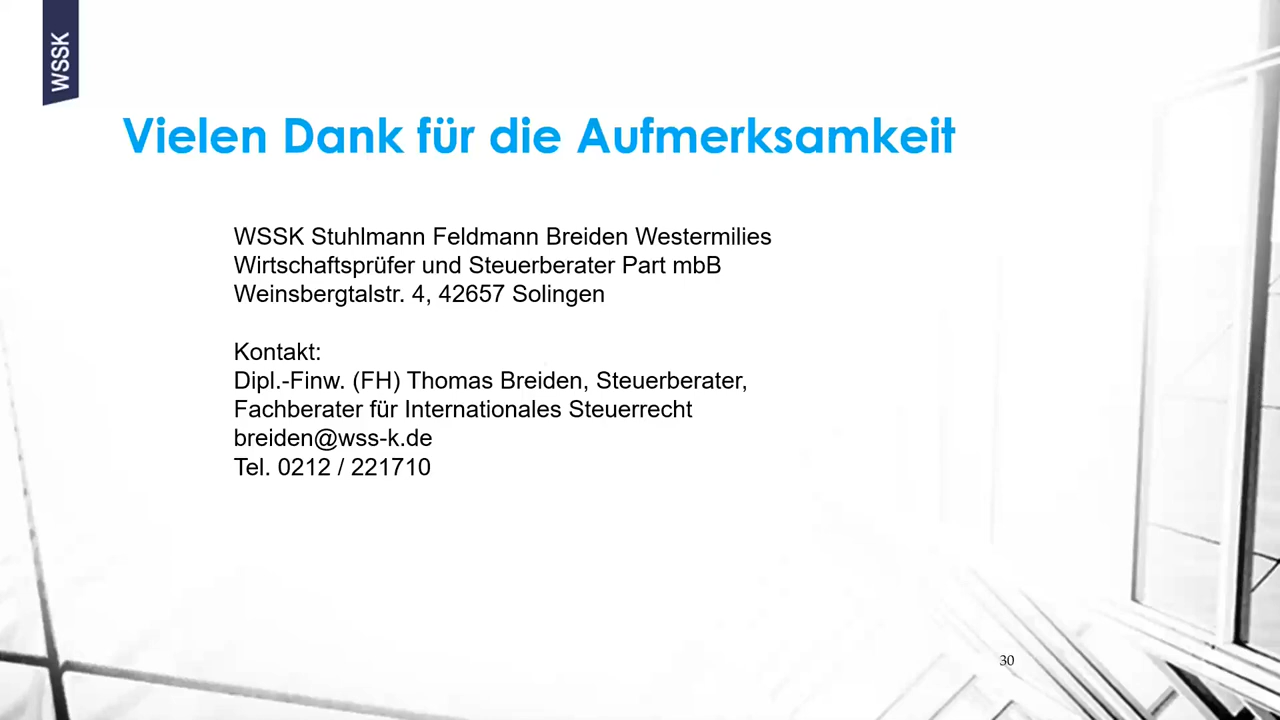 WSSK
Vielen Dank für die Aufmerksamkeit
WSSK Stuhlmann Feldmann Breiden Westermilies
Wirtschaftsprüfer und Steuerberater Part mbB
Weinsbergtalstr. 4, 42657 Solingen
Kontakt:
Dipl.-Finw. (FH) Thomas Breiden, Steuerberater,
Fachberater für Internationales Steuerrecht
breiden@wss-k.de
Tel. 0212 / 221710
30